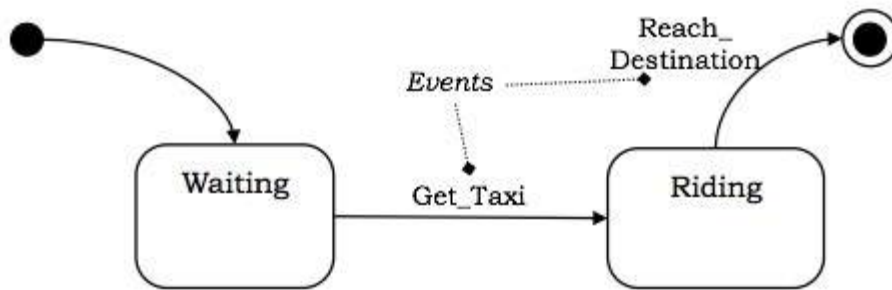 Reach_
Destination
Events
Waiting
Get_Taxi
Riding